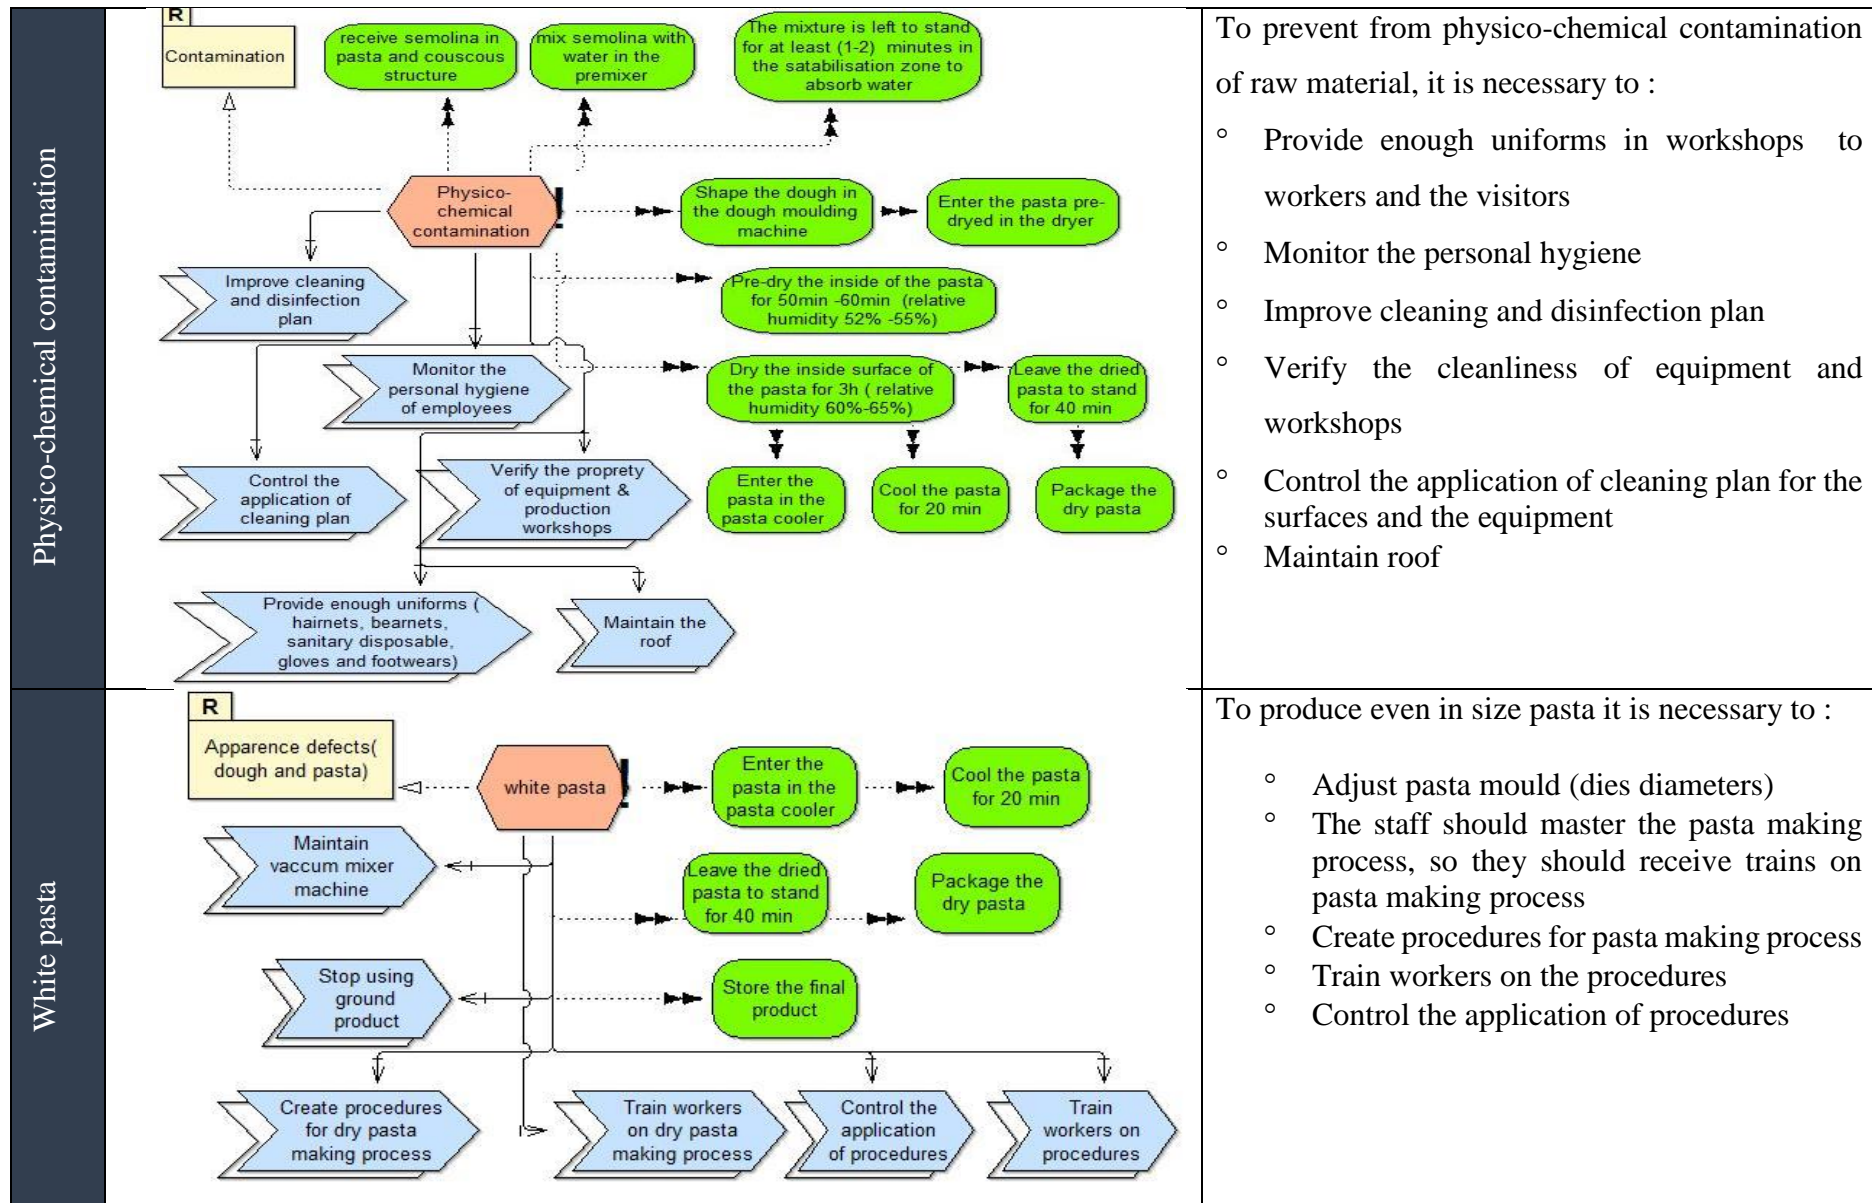 Physico-chemical contamination
R
Contamination
receive semolina in
pasta and couscous
structure
mix semolina with
water in the
premixer
The mixture is left to stand
for at least (1-2) minutes in
the satabilisation zone to
absorb water
Physico-
chemical
contamination
!
Shape the dough in
the dough moulding
machine
Enter the pasta pre-
dryed in the dryer
Improve cleaning
and disinfection
plan
Pre-dry the inside of the pasta
for 50min -60min (relative
humidity 52% -55%)
Monitor the
personal hygiene
of employees
Dry the inside surface of
the pasta for 3h ( relative
humidity 60%-65%)
Leave the dried
pasta to stand
for 40 min
Control the
application of
cleaning plan
Verify the proprety
of equipment &
production
workshops
Enter the
pasta in the
pasta cooler
Cool the pasta
for 20 min
Package the
dry pasta
Provide enough uniforms (
hairnets, bearnets,
sanitary disposable,
gloves and footwears)
Maintain the
roof
To prevent from physico-chemical contamination
of raw material, it is necessary to :
° Provide enough uniforms in workshops to
workers and the visitors
° Monitor the personal hygiene
° Improve cleaning and disinfection plan
° Verify the cleanliness of equipment and
workshops
° Control the application of cleaning plan for the
surfaces and the equipment
° Maintain roof
White pasta
R
Apparence defects(
dough and pasta)
white pasta
!
Enter the
pasta in the
pasta cooler
Cool the pasta
for 20 min
Maintain
vaccum mixer
machine
Leave the dried
pasta to stand
for 40 min
Package the
dry pasta
Stop using
ground
product
Store the final
product
Create procedures
for dry pasta
making process
Train workers
on dry pasta
making process
Control the
application
of procedures
Train
workers on
procedures
To produce even in size pasta it is necessary to :
° Adjust pasta mould (dies diameters)
° The staff should master the pasta making
process, so they should receive trains on
pasta making process
° Create procedures for pasta making process
° Train workers on the procedures
° Control the application of procedures